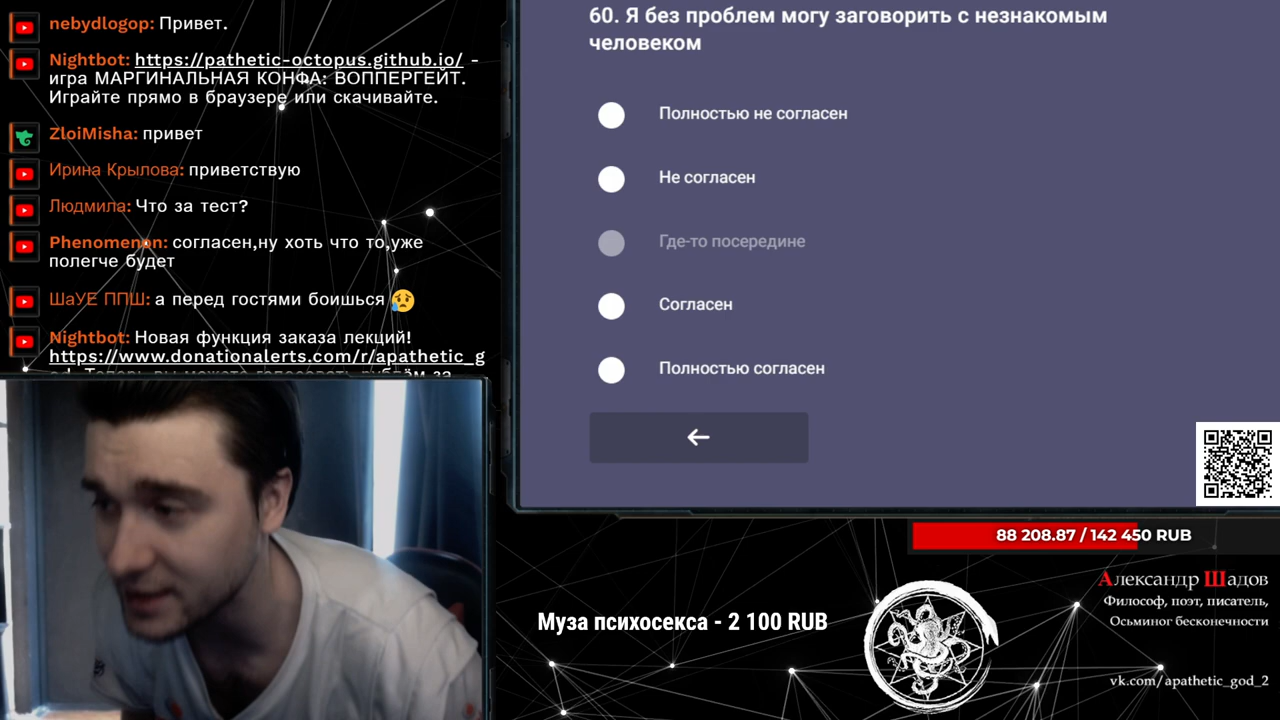 nebydlogop: Привет.
Nightbot: https://pathetic-octopus.github.io/ -
игра МАРГИНАЛЬНАЯ КОНФА: ВОППЕРГЕЙТ.
Играйте прямо в браузере или скачивайте.
ZloiMisha: привет
Ирина Крылова: приветствую
Людмила: Что за тест?
Phenomenon: согласен,ну хоть что то,уже
полегче будет
ШаУЕ ППШ: а перед гостями боишься 😥
Nightbot: Новая функция заказа лекций!
https://www.donationalerts.com/r/apathetic_g
60. Я без проблем могу заговорить с незнакомым
человеком
Полностью не согласен
Не согласен
Где-то посередине
Согласен
Полностью согласен
88 208.87 / 142 450 RUB
Муза психосекса - 2 100 RUB
Александр Шадов
Философ, поэт, писатель,
Осьминог бесконечности
vk.com/apathetic_god_2